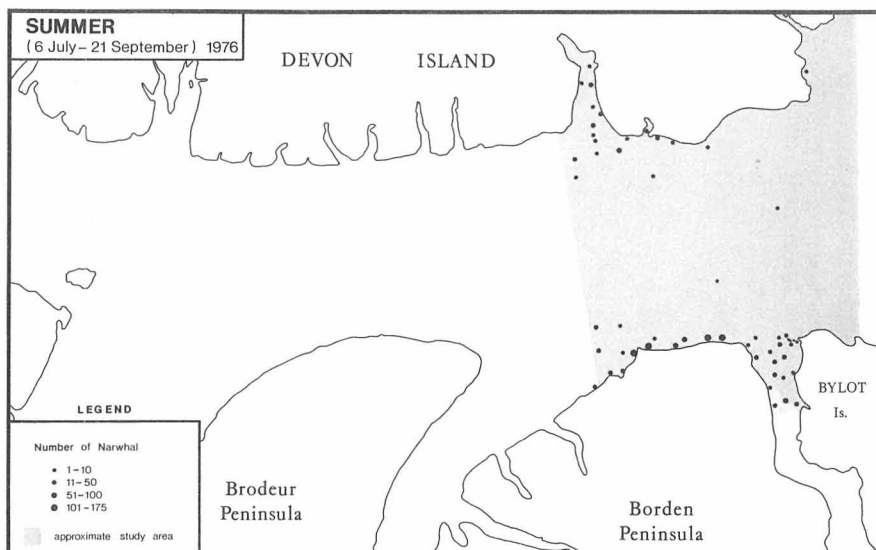 SUMMER
(6 July – 21 September) 1976
DEVON ISLAND
BYLOT
Is.
LEGEND
Number of Narwhal
1–10
11–50
51–100
101–175
approximate study area
Brodeur
Peninsula
Borden
Peninsula